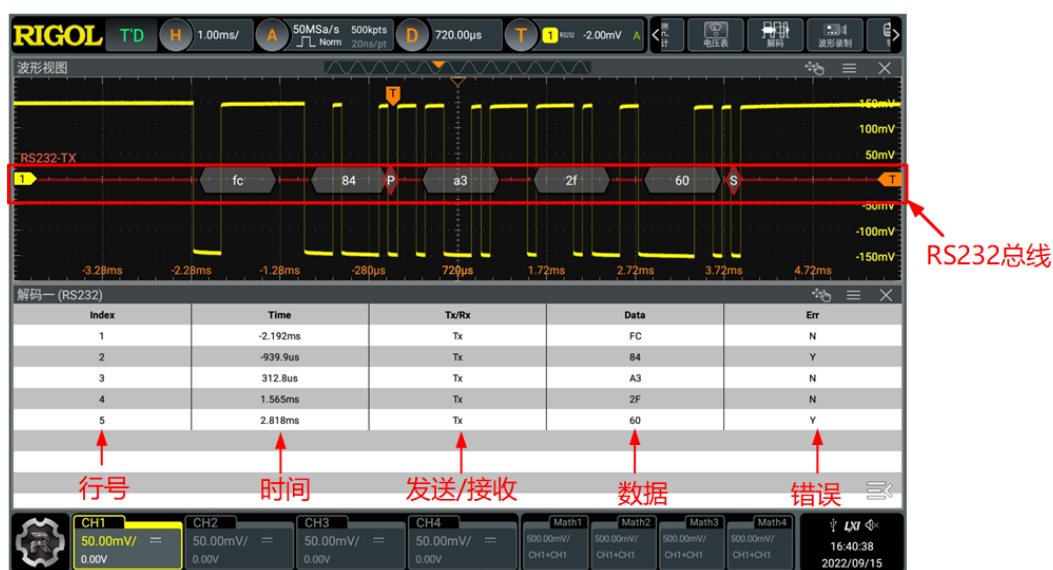 RIGOL T'D H 1.00ms/ A 50MSa/s 500kpts Norm 20ns/pt D 720.00μs T 1 RS232 -2.00mV A 电压表 解码 波形录制
波形视图
T
150mV
100mV
RS232-TX 50mV
1 fc 84 P a3 2f 60 S T
-50mV
-100mV
RS232总线
-150mV
-3.28ms -2.28ms -1.28ms -280μs 720μs 1.72ms 2.72ms 3.72ms 4.72ms
解码一 (RS232)
Index Time Tx/Rx Data Err
1 -2.192ms Tx FC N
2 -939.9us Tx 84 Y
3 312.8us Tx A3 N
4 1.565ms Tx 2F N
5 2.818ms Tx 60 Y
行号 时间 发送/接收 数据 错误
CH1 CH2 CH3 CH4 Math1 Math2 Math3 Math4 LXI
50.00mV/ 50.00mV/ 50.00mV/ 50.00mV/ 500.00mV/ 500.00mV/ 500.00mV/ 500.00mV/ 16:40:38
0.00V 0.00V 0.00V 0.00V CH1+CH1 CH1+CH1 CH1+CH1 CH1+CH1 2022/09/15